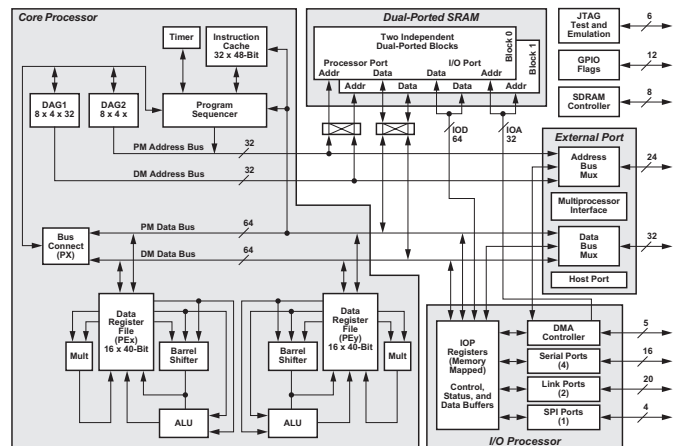 Core Processor
Timer
Instruction
Cache
32 x 48-Bit
DAG1
8 x 4 x 32
DAG2
8 x 4 x
Program
Sequencer
PM Address Bus
32
DM Address Bus
32
Bus
Connect
(PX)
PM Data Bus
64
DM Data Bus
64
Mult
Data
Register
File
(PEx)
16 x 40-Bit
Barrel
Shifter
ALU
Barrel
Shifter
Data
Register
File
(PEy)
16 x 40-Bit
Mult
ALU
Dual-Ported SRAM
Two Independent
Dual-Ported Blocks
Processor Port
I/O Port
Addr
Data
Data
Addr
Block 0
Addr
Data
Data
Addr
Block 1
IOD
64
IOA
32
JTAG
Test and
Emulation
6
GPIO
Flags
12
SDRAM
Controller
8
External Port
Address
Bus
Mux
24
Multiprocessor
Interface
Data
Bus
Mux
32
Host Port
IOP
Registers
(Memory
Mapped)
Control,
Status, and
Data Buffers
DMA
Controller
5
Serial Ports
(4)
16
Link Ports
(2)
20
SPI Ports
(1)
4
I/O Processor